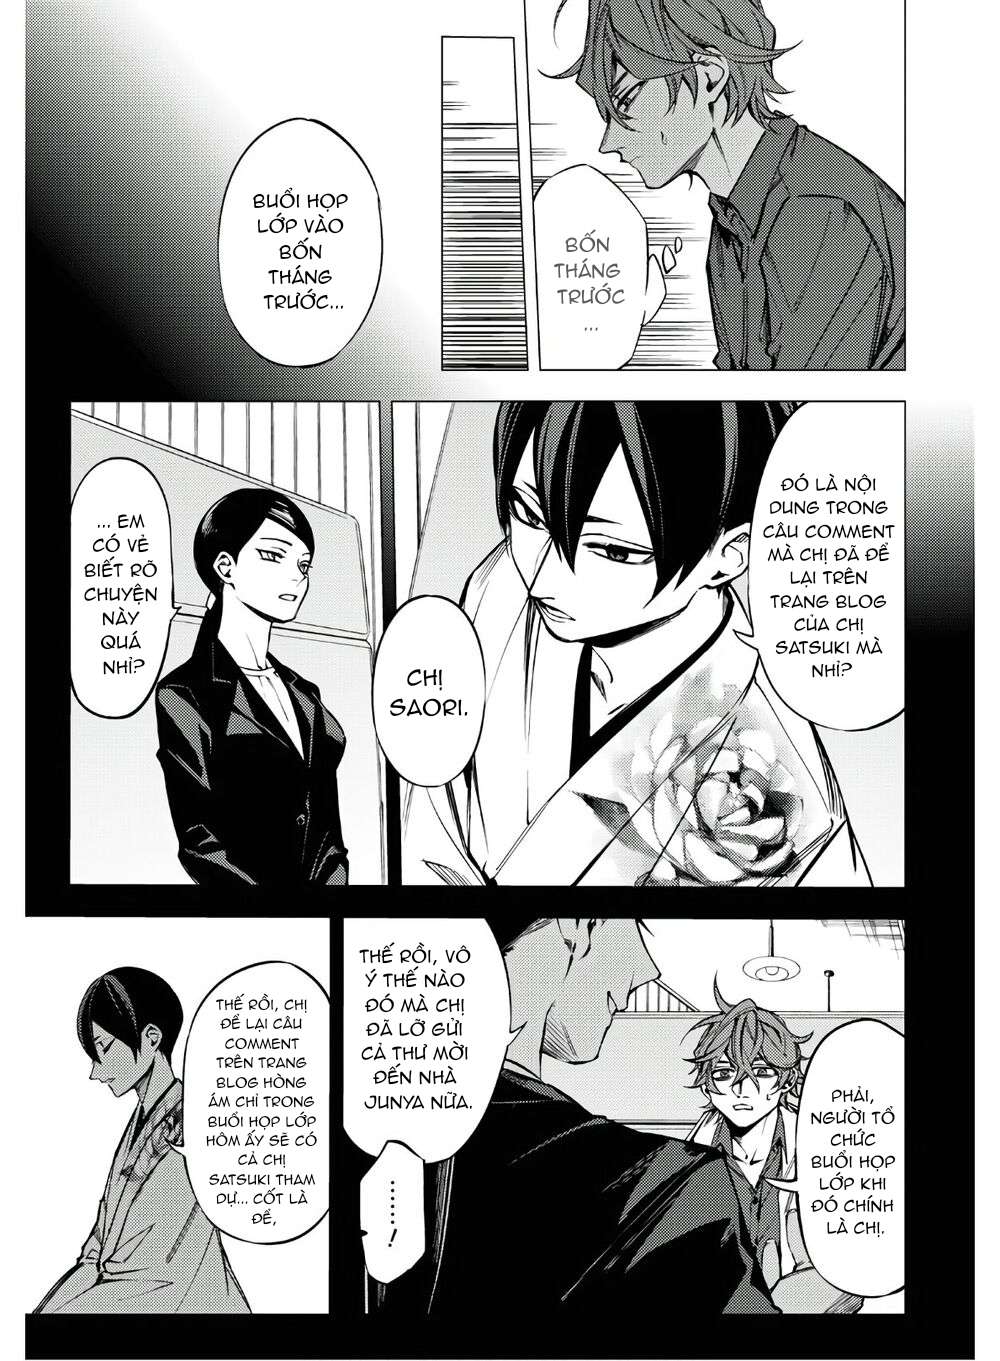 BỐN
THÁNG
TRƯỚC
...
BUỔI HỌP
LỚP VÀO
BỐN
THÁNG
TRƯỚC...
ĐÓ LÀ NỘI
DUNG TRONG
CÂU COMMENT
MÀ CHỊ ĐÃ ĐỂ
LẠI TRÊN
TRANG BLOG
CỦA CHỊ
SATSUKI MÀ
NHỈ?
CHỊ
SAORI.
... EM
CÓ VẺ
BIẾT RÕ
CHUYỆN
NÀY
QUÁ
NHỈ?
PHẢI,
NGƯỜI TỔ
CHỨC
BUỔI HỌP
LỚP KHI
ĐÓ CHÍNH
LÀ CHỊ.
THẾ RỒI, VÔ
Ý THẾ NÀO
ĐÓ MÀ CHỊ
ĐÃ LỠ GỬI
CẢ THƯ MỜI
ĐẾN NHÀ
JUNYA NỮA.
......!
THẾ RỒI, CHỊ
ĐỂ LẠI CÂU
COMMENT
TRÊN TRANG
BLOG HÒNG
ÁM CHỈ TRONG
BUỔI HỌP LỚP
HÔM ẤY SẼ CÓ
CẢ CHỊ
SATSUKI THAM
DỰ... CỐT LÀ
ĐỂ,